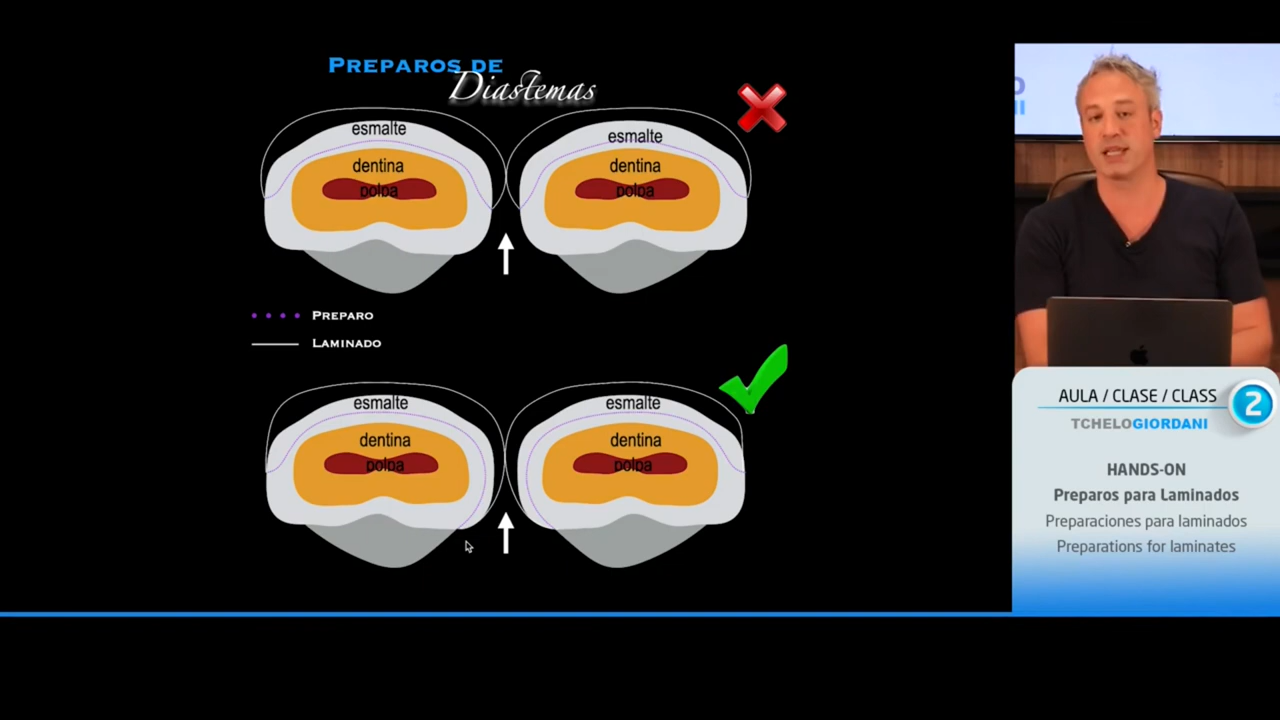 Preparos de
Diastemas
esmalte
esmalte
dentina
dentina
polpa
polpa
Preparo
Laminado
esmalte
esmalte
dentina
dentina
polpa
polpa
AULA / CLASE / CLASS
2
TCHELOGIORDANI
HANDS-ON
Preparos para Laminados
Preparaciones para laminados
Preparations for laminates